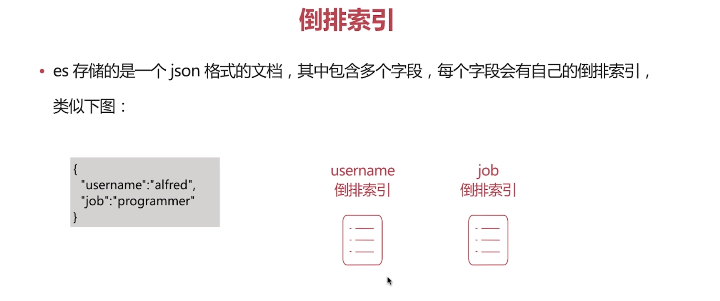 倒排索引
• es 存储的是一个 json 格式的文档，其中包含多个字段，每个字段会有自己的倒排索引，
类似下图：
{
"username":"alfred",
"job":"programmer"
}
username
倒排索引
job
倒排索引